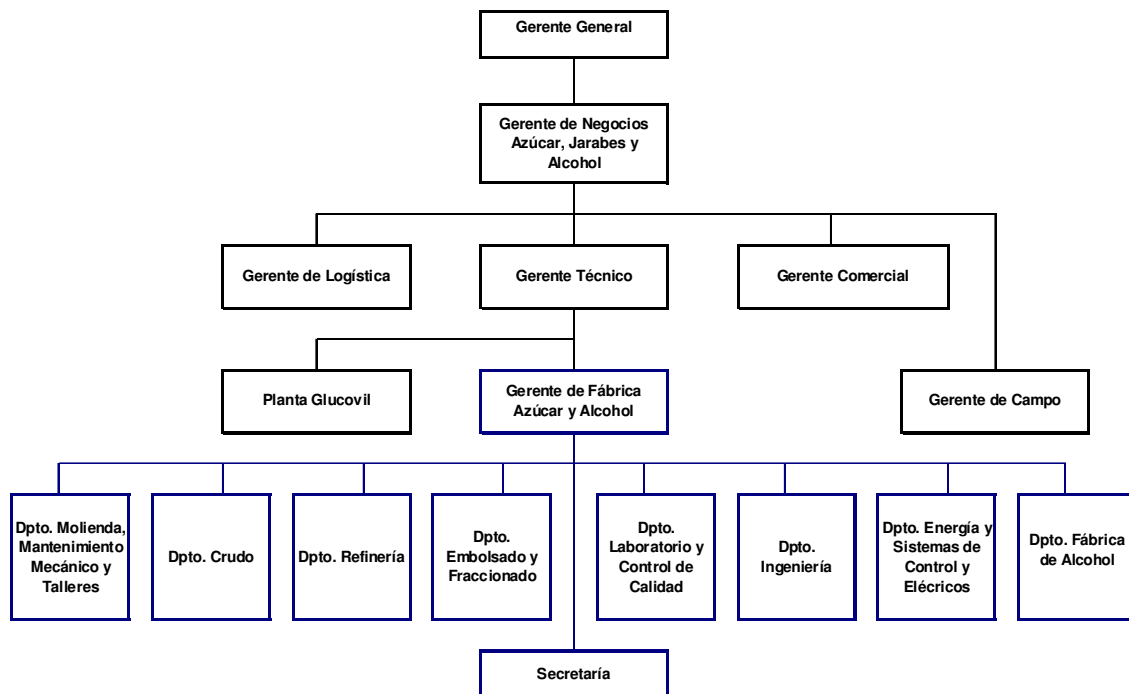 Gerente General
Gerente de Negocios
Azúcar, Jarabes y
Alcohol
Gerente de Logística
Gerente Técnico
Gerente Comercial
Planta Glucovil
Gerente de Fábrica
Azúcar y Alcohol
Gerente de Campo
Dpto. Molienda,
Mantenimiento
Mecánico y
Talleres
Dpto. Crudo
Dpto. Refinería
Dpto.
Embolsado y
Fraccionado
Dpto.
Laboratorio y
Control de
Calidad
Dpto.
Ingeniería
Dpto. Energía y
Sistemas de
Control y
Elécricos
Dpto. Fábrica
de Alcohol
Secretaría